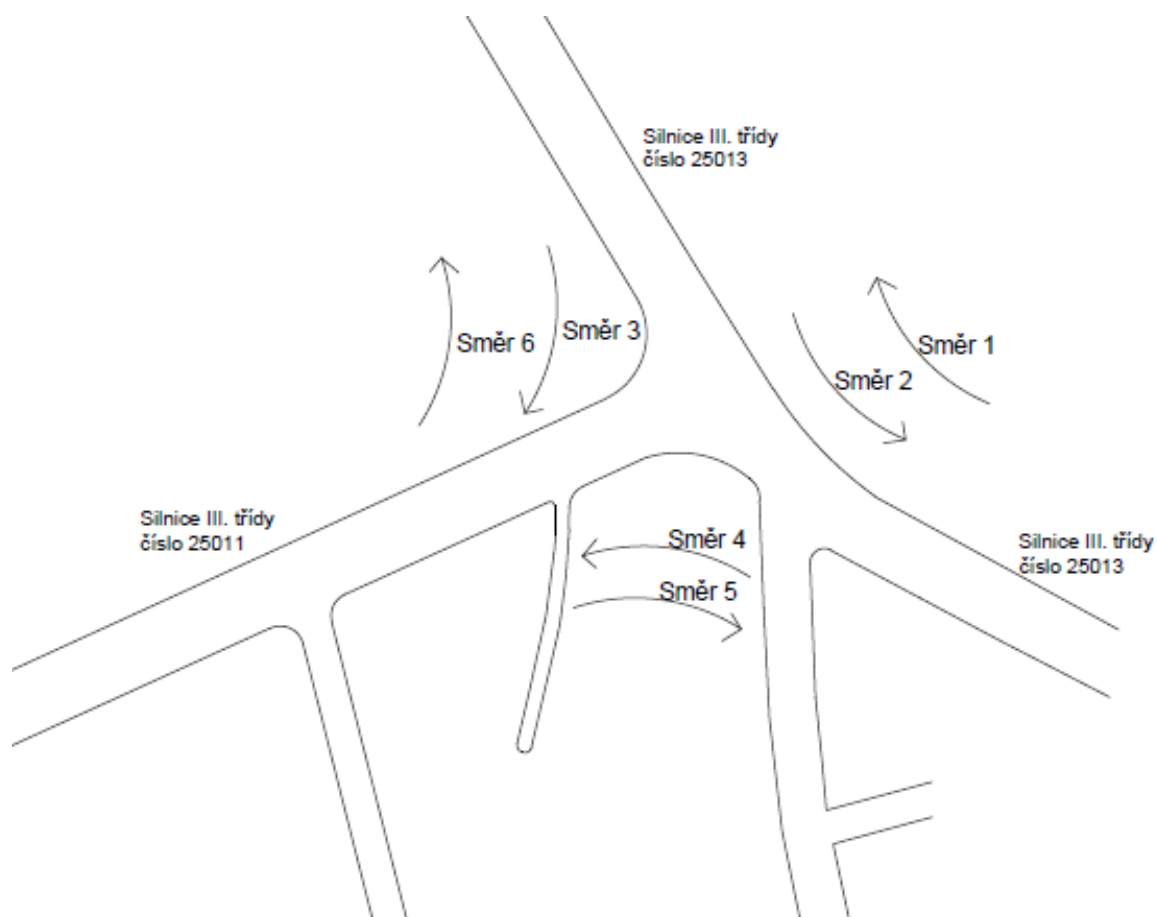 Silnice III. třídy
číslo 25013
Směr 6
Směr 3
Směr 1
Směr 2
Silnice III. třídy
číslo 25011
Směr 4
Směr 5
Silnice III. třídy
číslo 25013